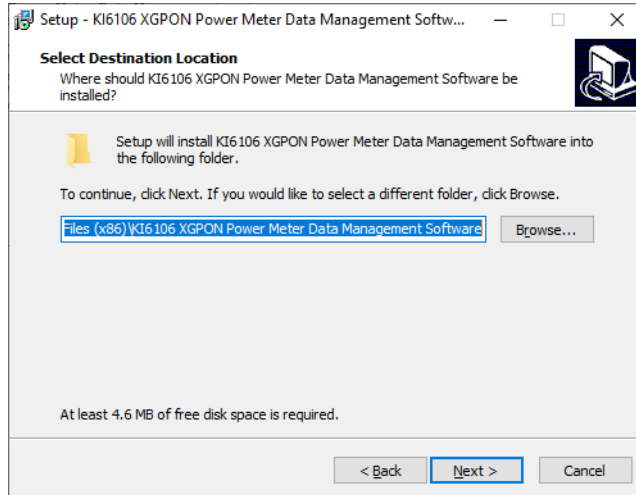 Setup - KI6106 XGPON Power Meter Data Management Softw...
Select Destination Location
Where should KI6106 XGPON Power Meter Data Management Software be
installed?
Setup will install KI6106 XGPON Power Meter Data Management Software into
the following folder.
To continue, click Next. If you would like to select a different folder, click Browse.
Files (x86)\KI6106 XGPON Power Meter Data Management Software
Browse...
At least 4.6 MB of free disk space is required.
< Back Next > Cancel